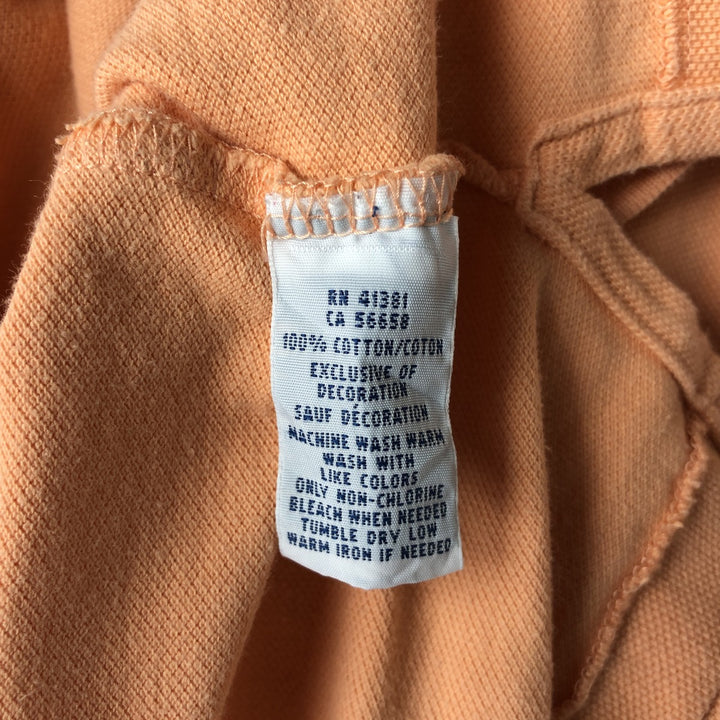 RN 41381
CA 56658
100% COTTON/COTON
EXCLUSIVE OF
DECORATION
SAUF DÉCORATION
MACHINE WASH WARM
WASH WITH
LIKE COLORS
ONLY NON-CHLORINE
BLEACH WHEN NEEDED
TUMBLE DRY LOW
WARM IRON IF NEEDED